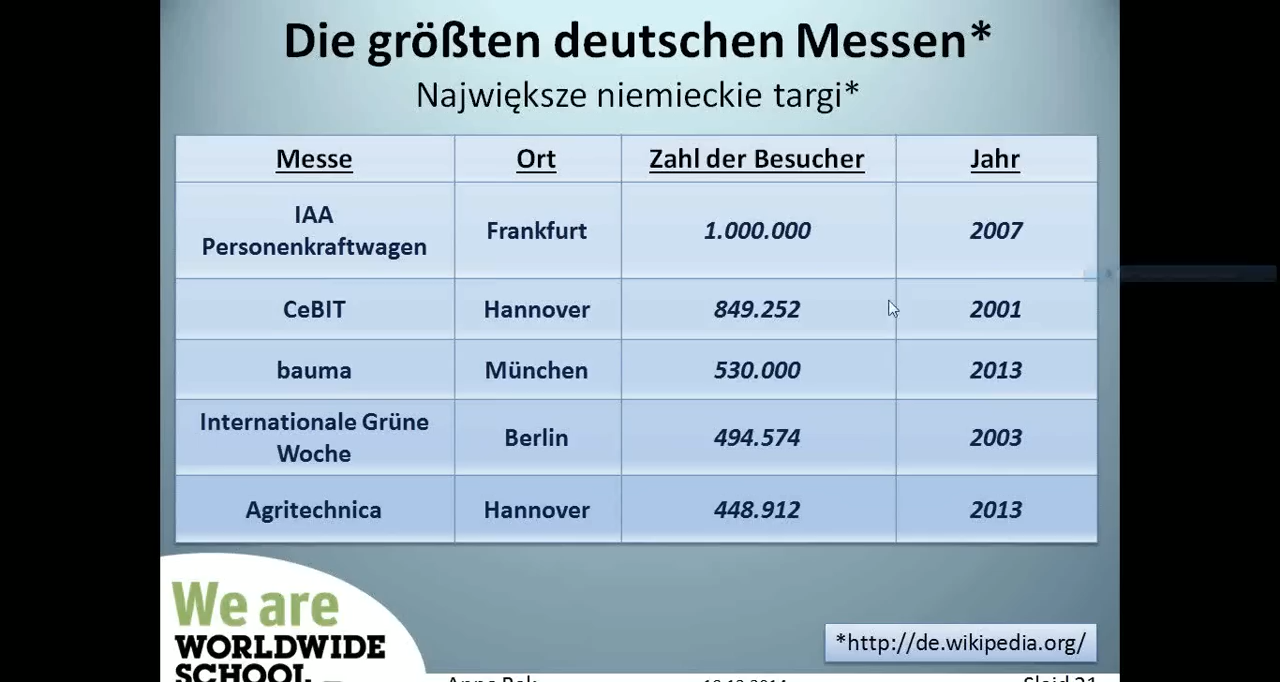 Die größten deutschen Messen*
Największe niemieckie targi*
Messe Ort Zahl der Besucher Jahr
IAA
Personenkraftwagen Frankfurt 1.000.000 2007
CeBIT Hannover 849.252 2001
bauma München 530.000 2013
Internationale Grüne
Woche Berlin 494.574 2003
Agritechnica Hannover 448.912 2013
We are
WORLDWIDE
SCHOOL
*http://de.wikipedia.org/